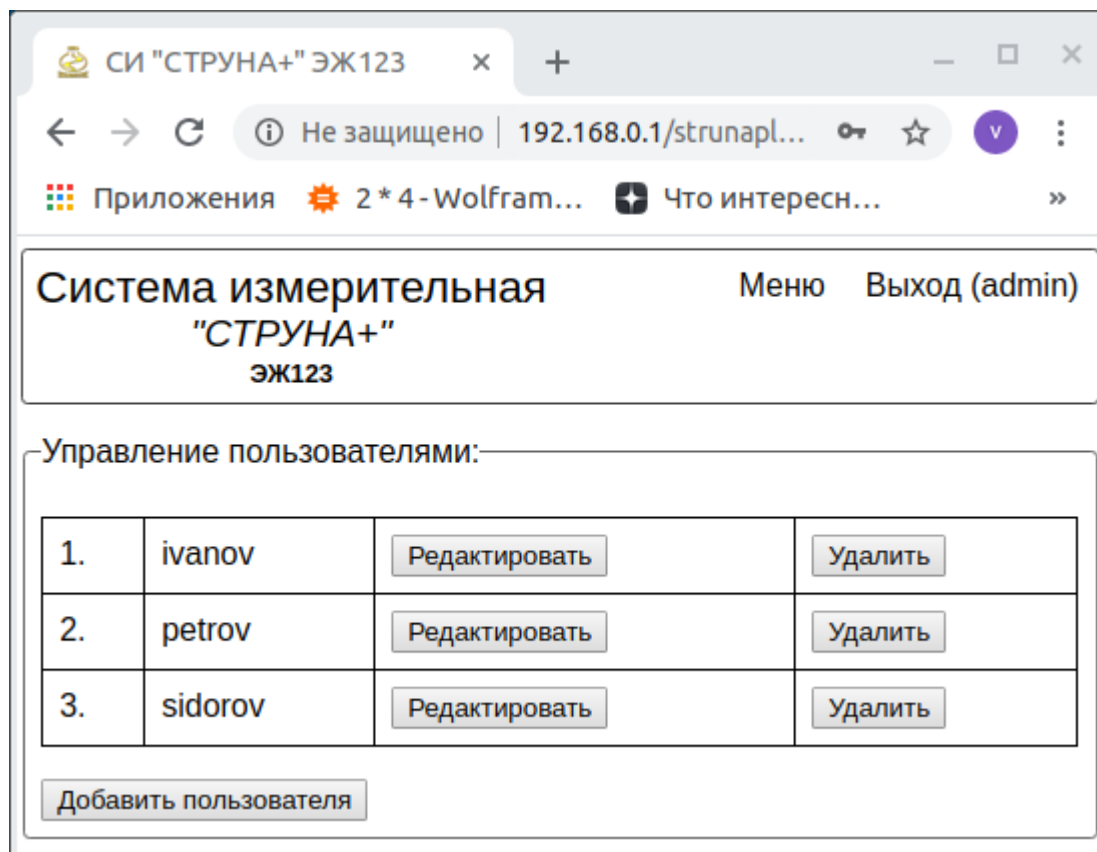 СИ "СТРУНА+" ЭЖ123
Не защищено 192.168.0.1/strunapl...
V
Приложения 2 * 4 - Wolfram... Что интересн...
Система измерительная Меню Выход (admin)
"СТРУНА+"
ЭЖ123
Управление пользователями:
1. ivanov Редактировать Удалить
2. petrov Редактировать Удалить
3. sidorov Редактировать Удалить
Добавить пользователя